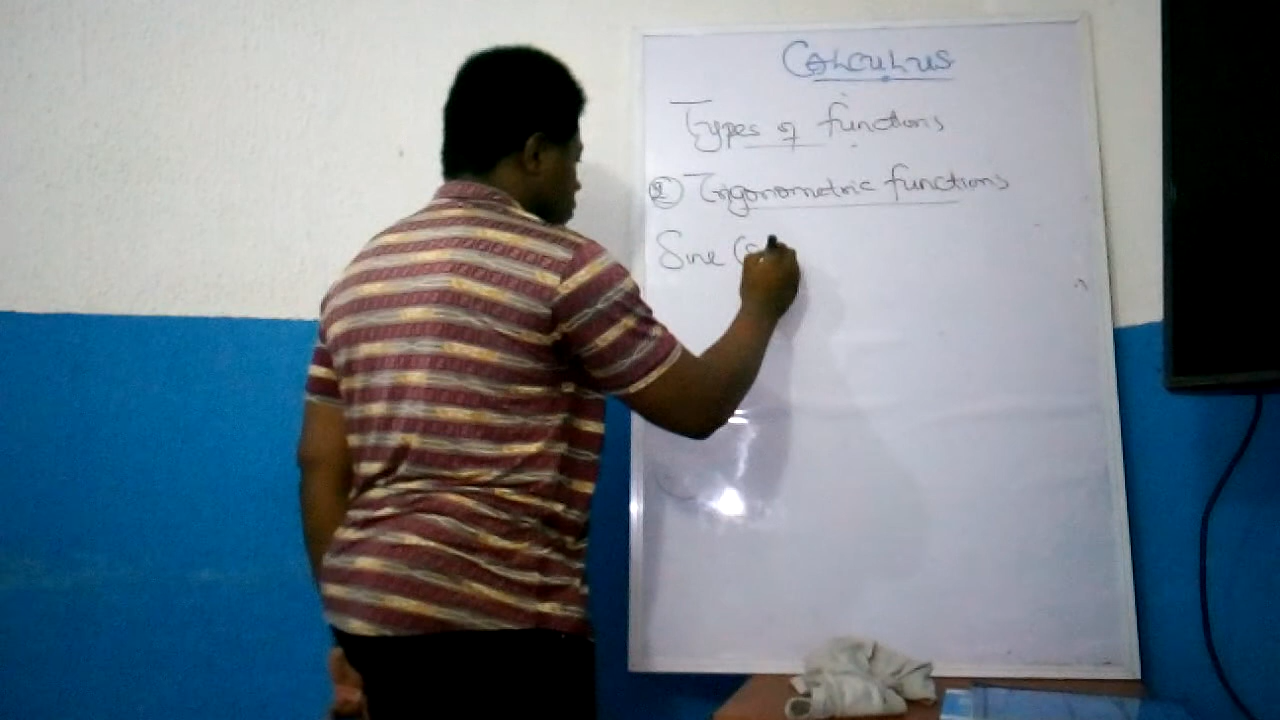 CALCULUS
Types of functions
② Trigonometric functions
Sine (S